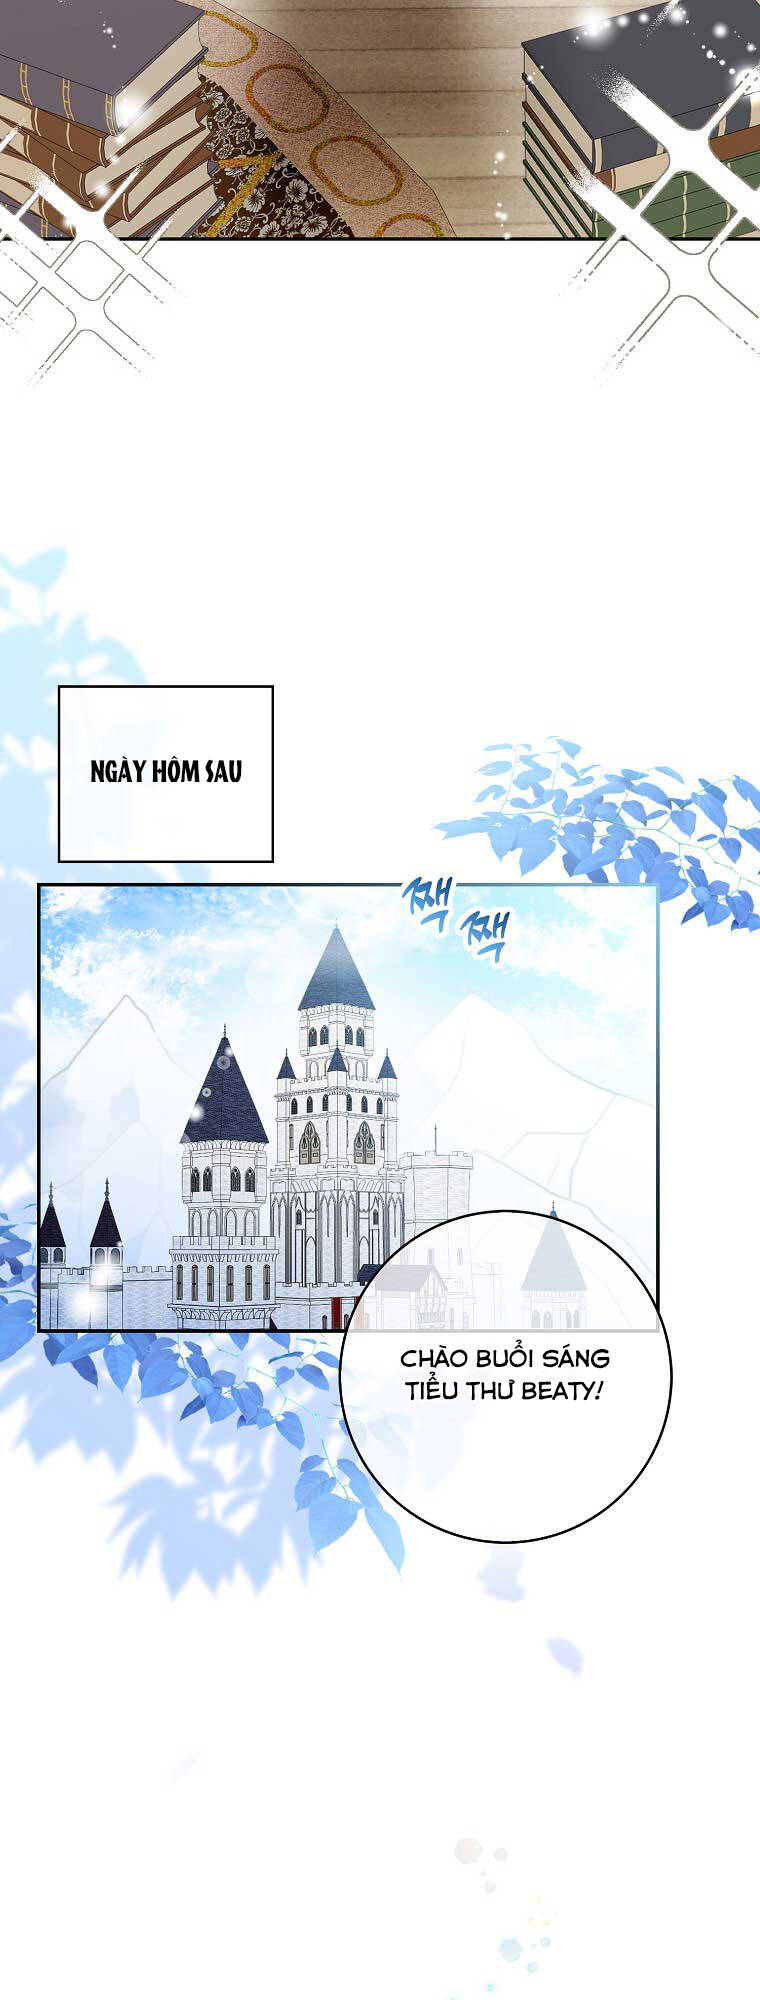 NGÀY HÔM SAU
짹
짹
CHÀO BUỔI SÁNG
TIỂU THƯ BEATY!